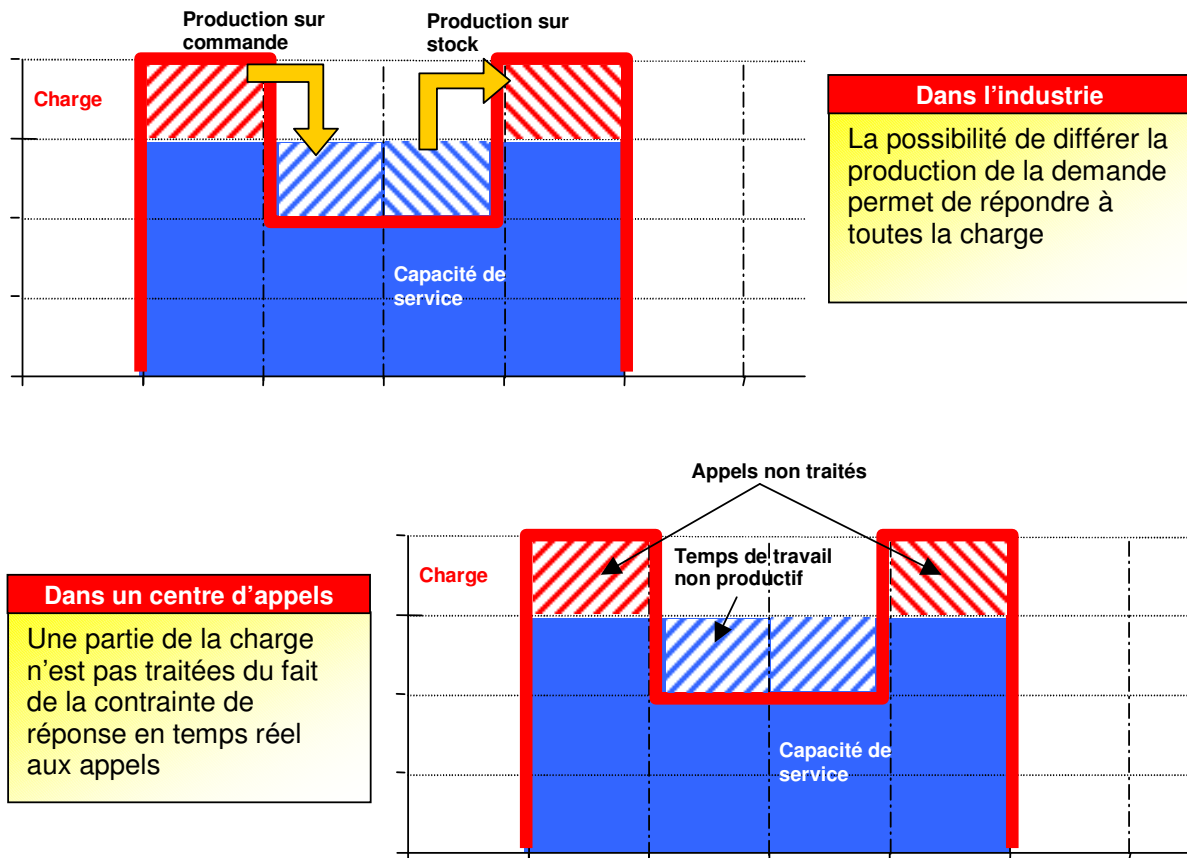 Production sur
commande
Production sur
stock
Charge
Capacité de
service
Dans l'industrie
La possibilité de différer la
production de la demande
permet de répondre à
toutes la charge
Appels non traités
Charge
Temps de travail
non productif
Capacité de
service
Dans un centre d'appels
Une partie de la charge
n'est pas traitées du fait
de la contrainte de
réponse en temps réel
aux appels